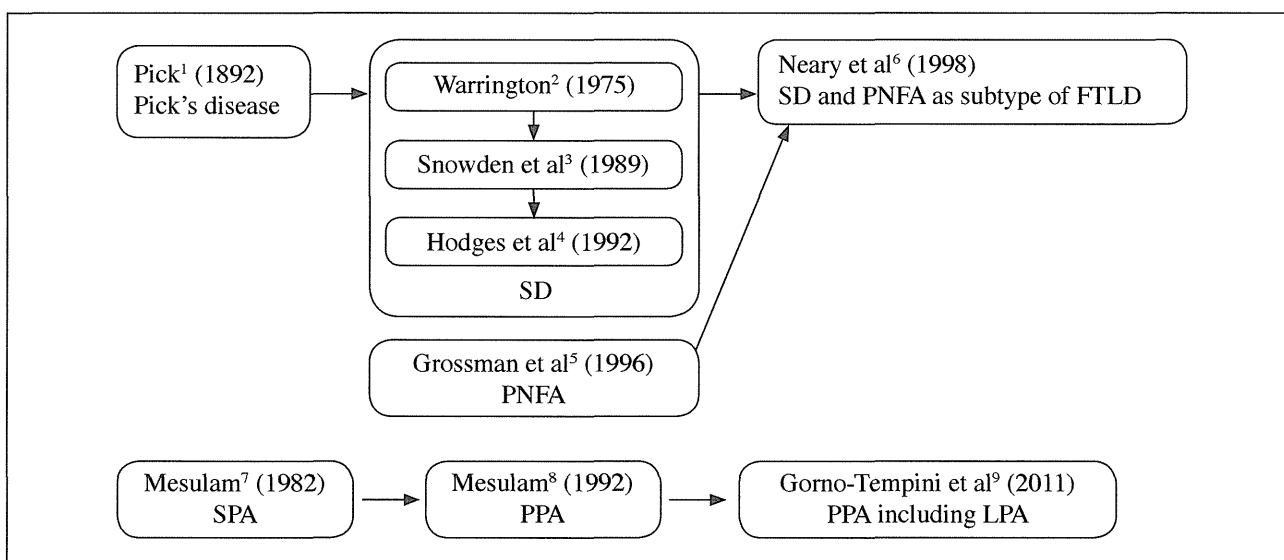 Pick¹ (1892)
Pick's disease
Warrington² (1975)
Snowden et al³ (1989)
Hodges et al⁴ (1992)
SD
Neary et al⁶ (1998)
SD and PNFA as subtype of FTLD
Grossman et al⁵ (1996)
PNFA
Mesulam⁷ (1982)
SPA
Mesulam⁸ (1992)
PPA
Gorno-Tempini et al⁹ (2011)
PPA including LPA